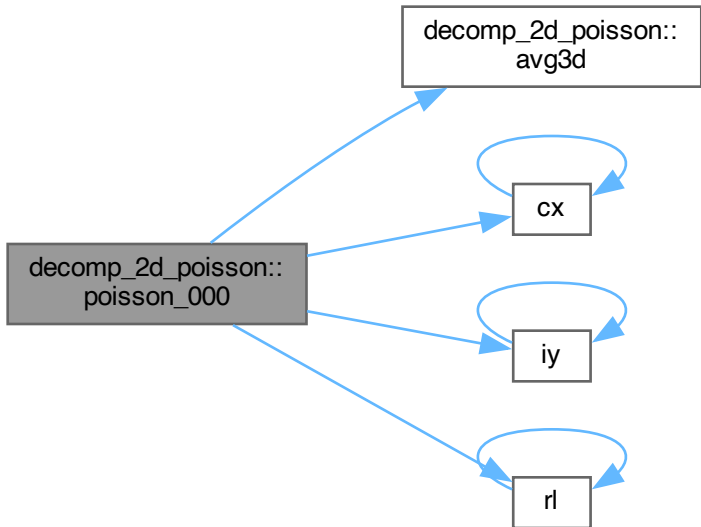 decomp_2d_poisson::
avg3d
cx
decomp_2d_poisson::
poisson_000
iy
rl